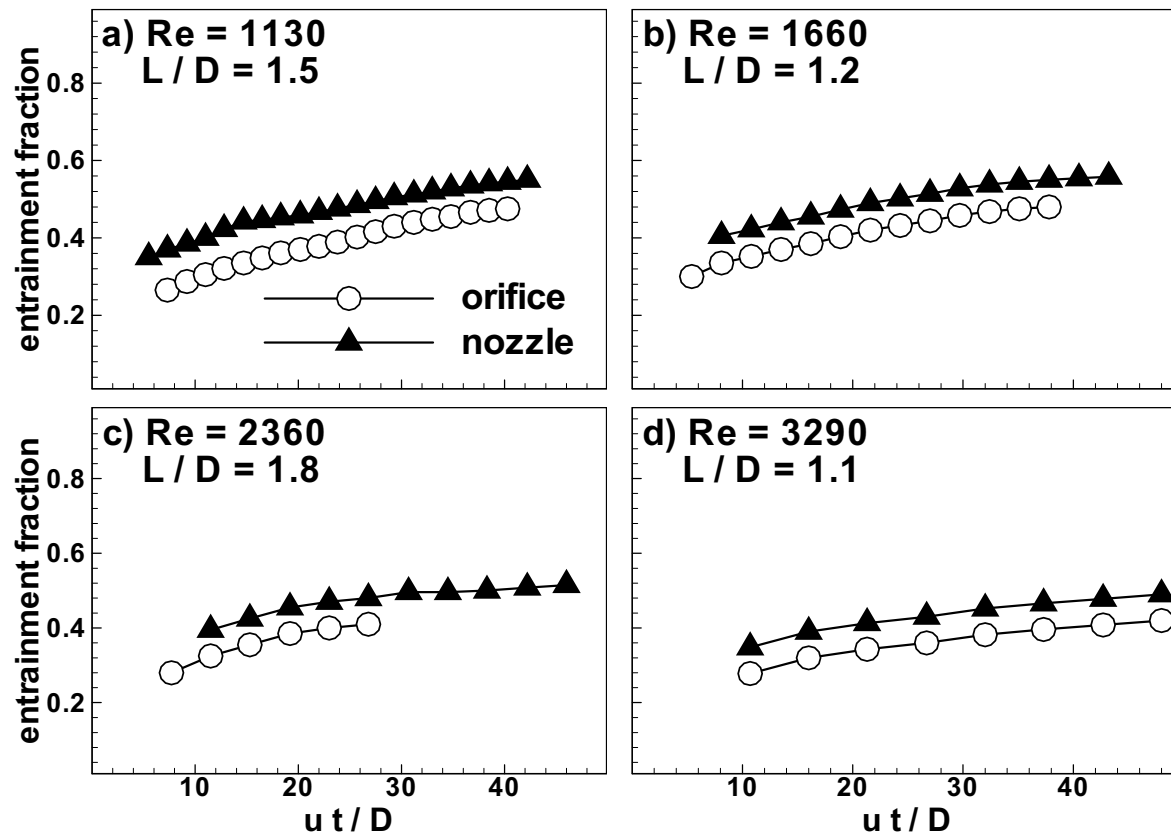 a) Re = 1130
L / D = 1.5
entrainment fraction
0.8
0.6
0.4
0.2
orifice
nozzle
b) Re = 1660
L / D = 1.2
c) Re = 2360
L / D = 1.8
entrainment fraction
0.8
0.6
0.4
0.2
10 20 30 40
u t / D
d) Re = 3290
L / D = 1.1
10 20 30 40
u t / D